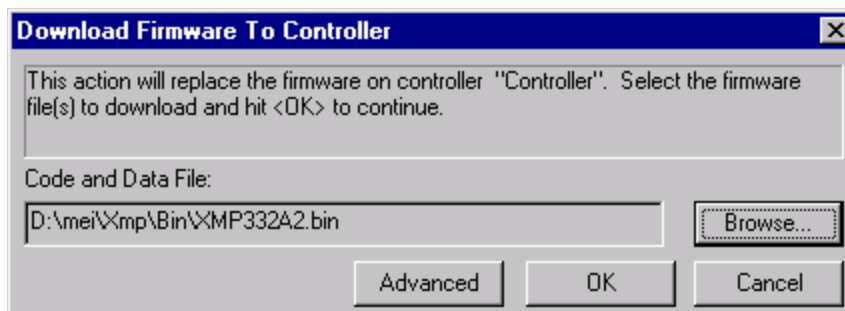 Download Firmware To Controller
This action will replace the firmware on controller "Controller". Select the firmware
file(s) to download and hit <OK> to continue.
Code and Data File:
D:\mei\Xmp\Bin\XMP332A2.bin
Browse...
Advanced
OK
Cancel